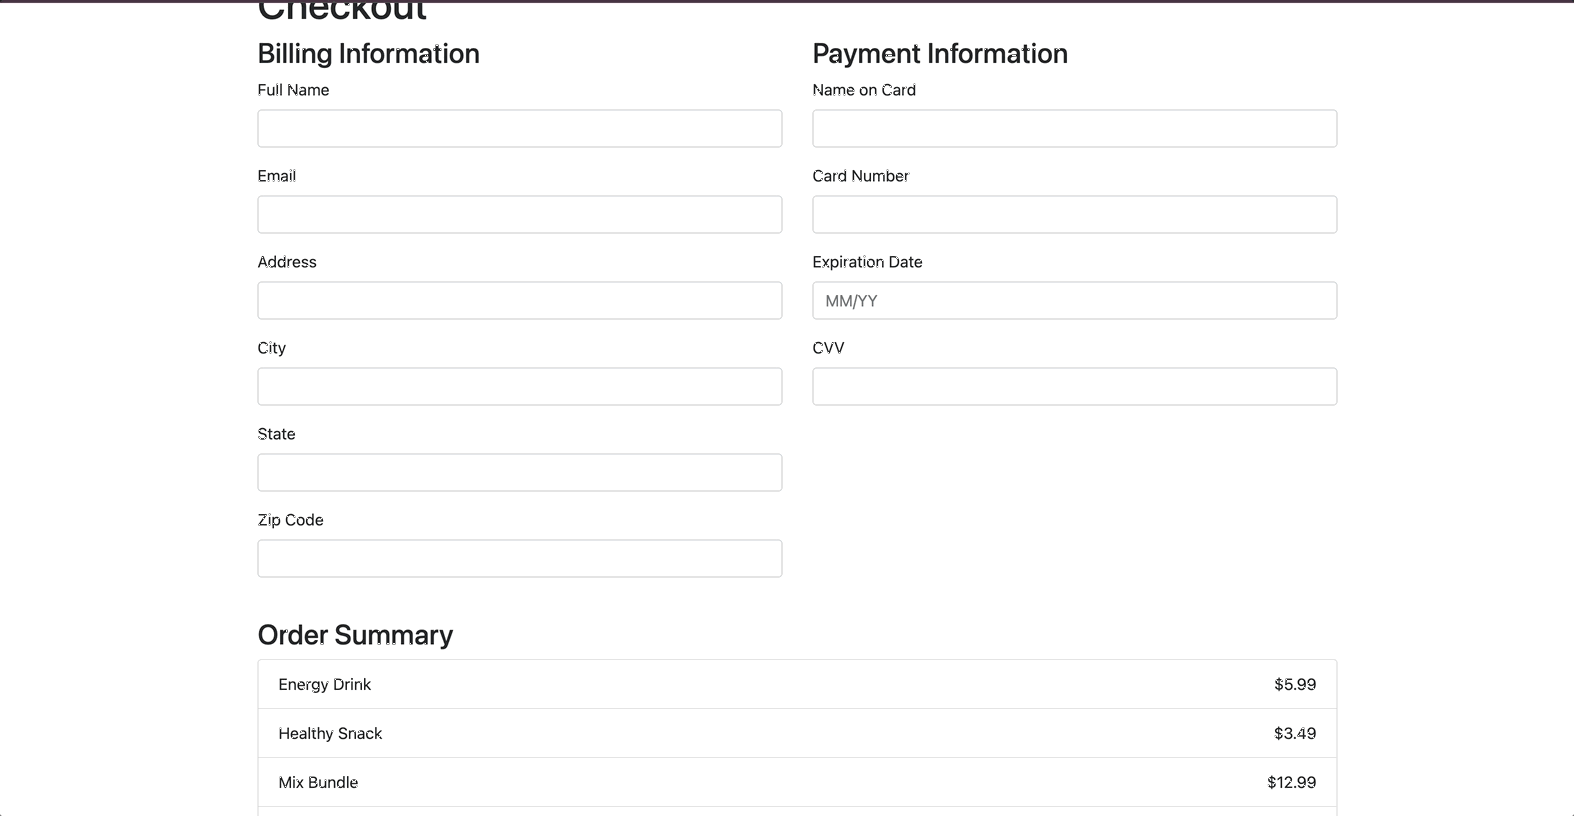 Checkout
Billing Information
Full Name
Email
Address
City
State
Zip Code
Payment Information
Name on Card
Card Number
Expiration Date
MM/YY
CVV
Order Summary
Energy Drink $5.99
Healthy Snack $3.49
Mix Bundle $12.99